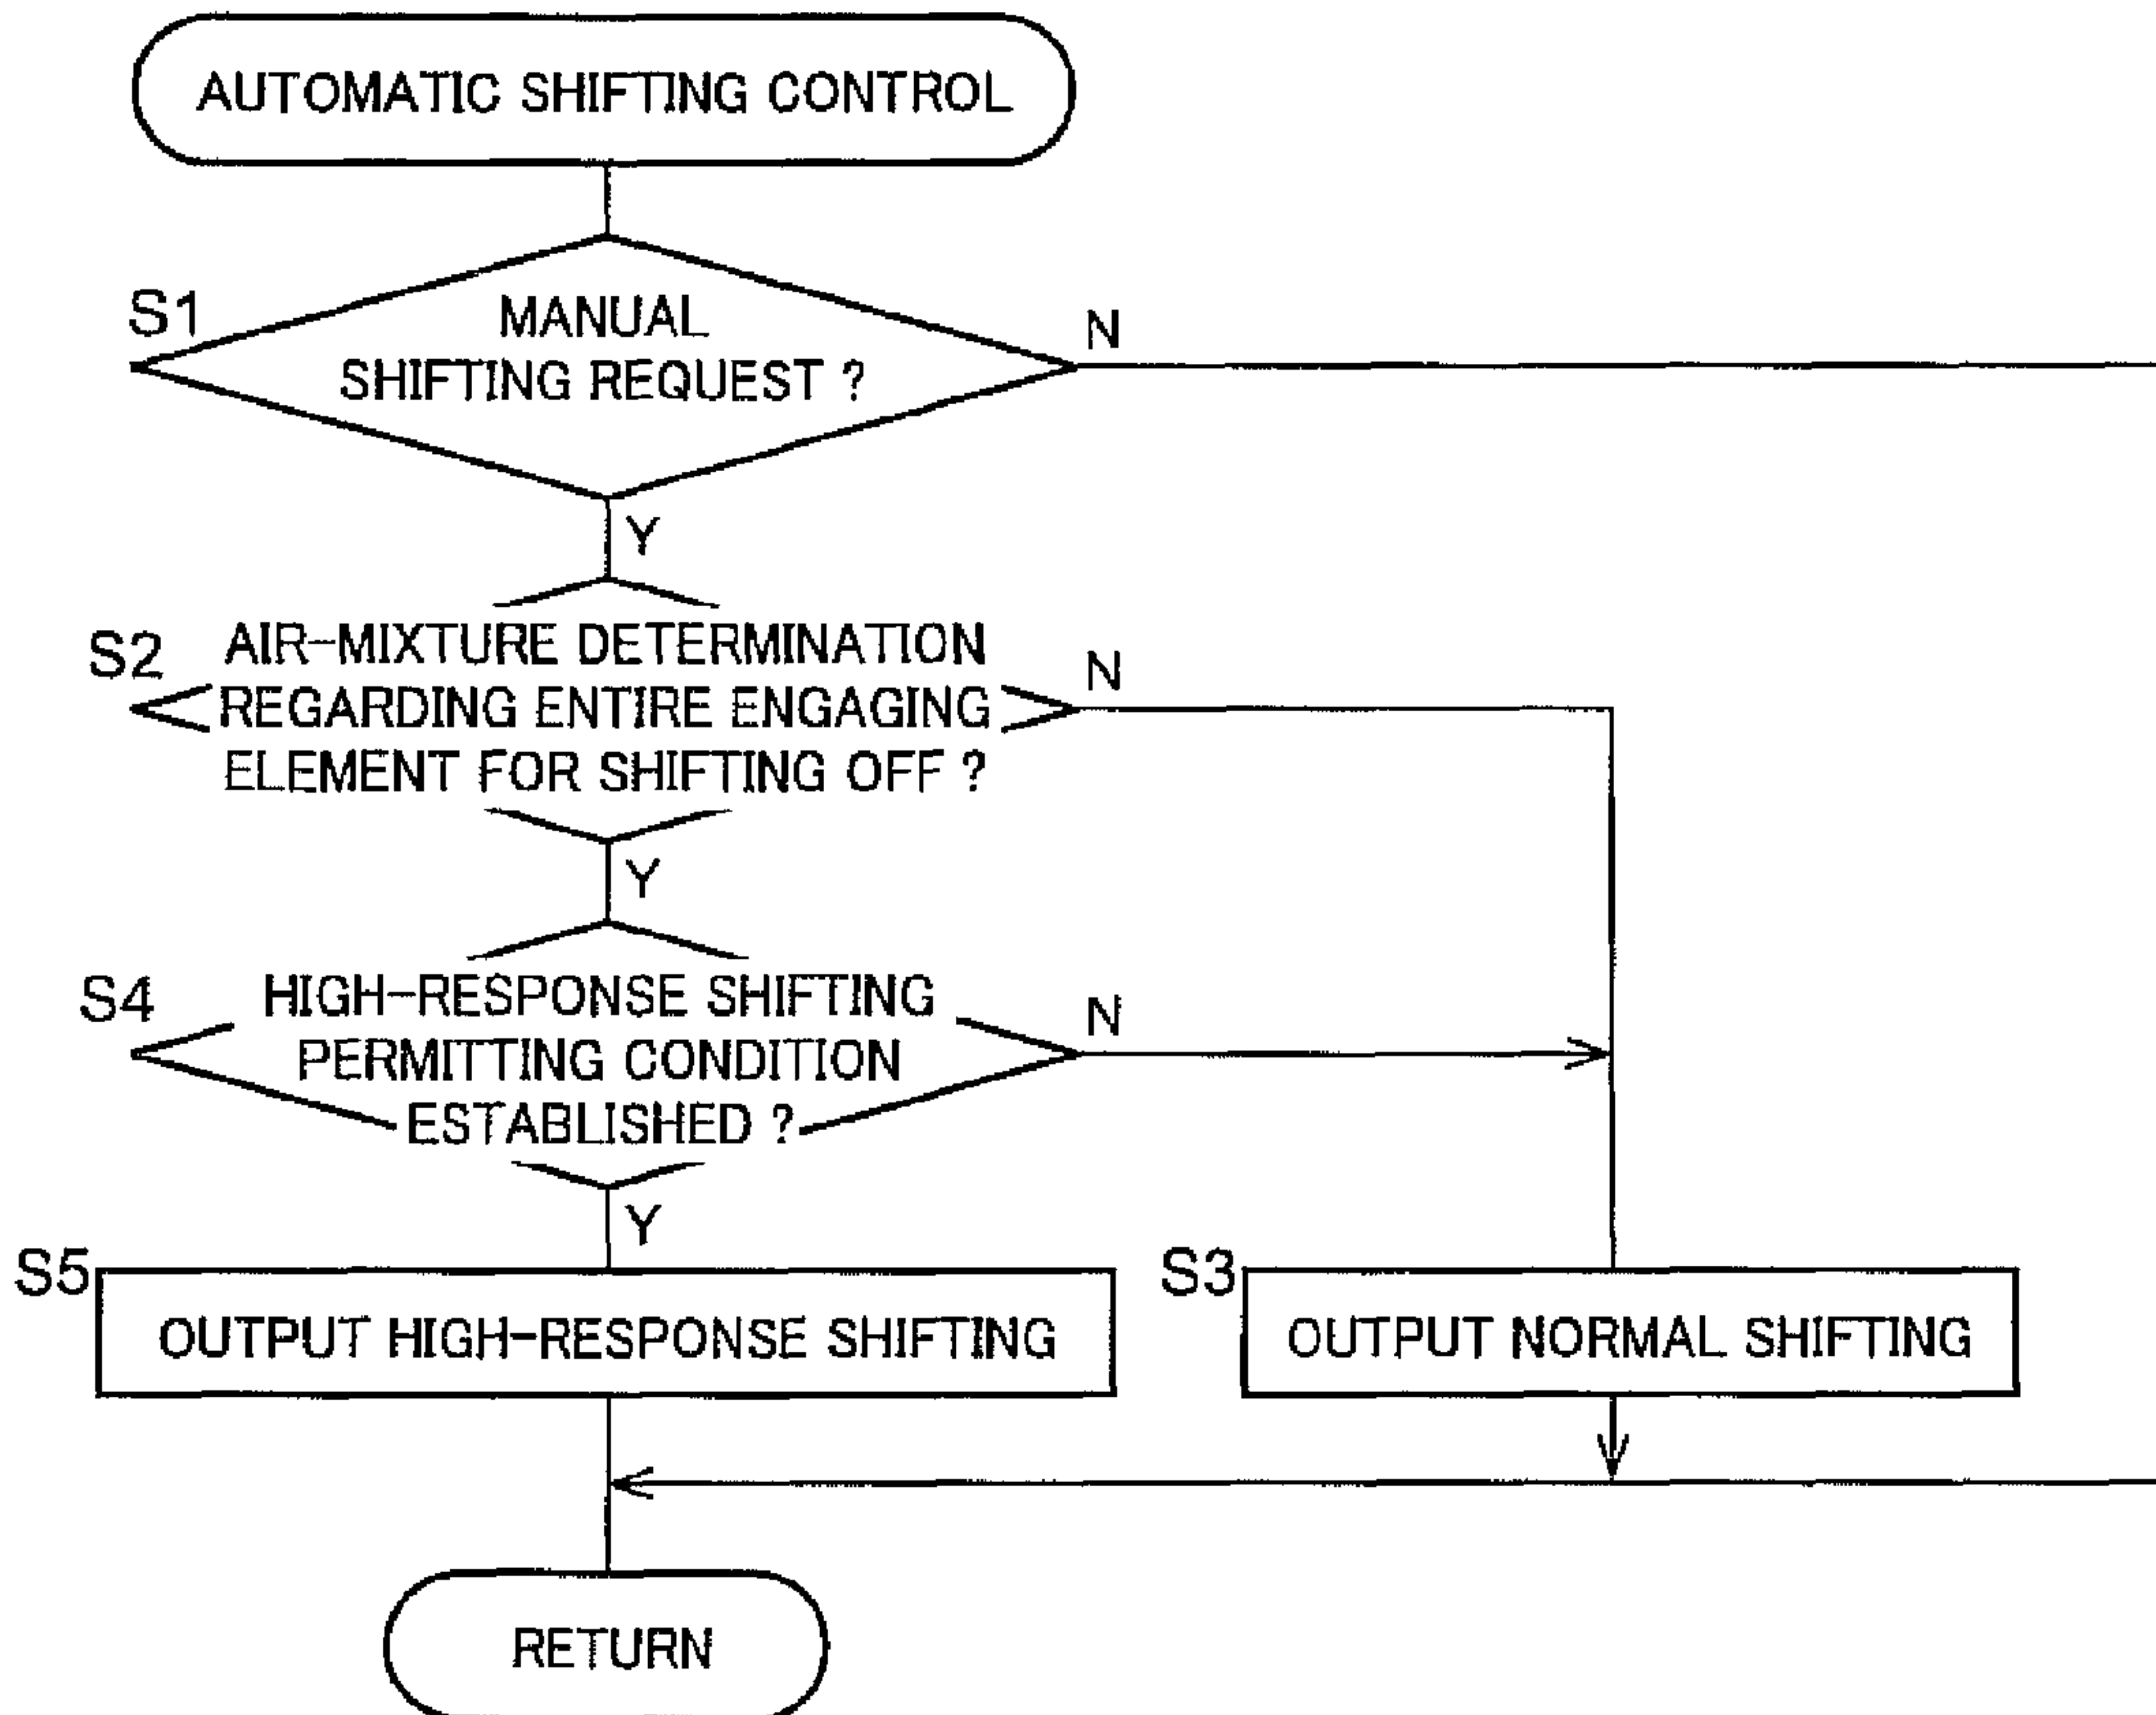 AUTOMATIC SHIFTING CONTROL
S1
MANUAL
SHIFTING REQUEST ?
N
Y
S2
AIR-MIXTURE DETERMINATION
REGARDING ENTIRE ENGAGING
ELEMENT FOR SHIFTING OFF ?
N
Y
S4
HIGH-RESPONSE SHIFTING
PERMITTING CONDITION
ESTABLISHED ?
N
Y
S5
OUTPUT HIGH-RESPONSE SHIFTING
S3
OUTPUT NORMAL SHIFTING
RETURN